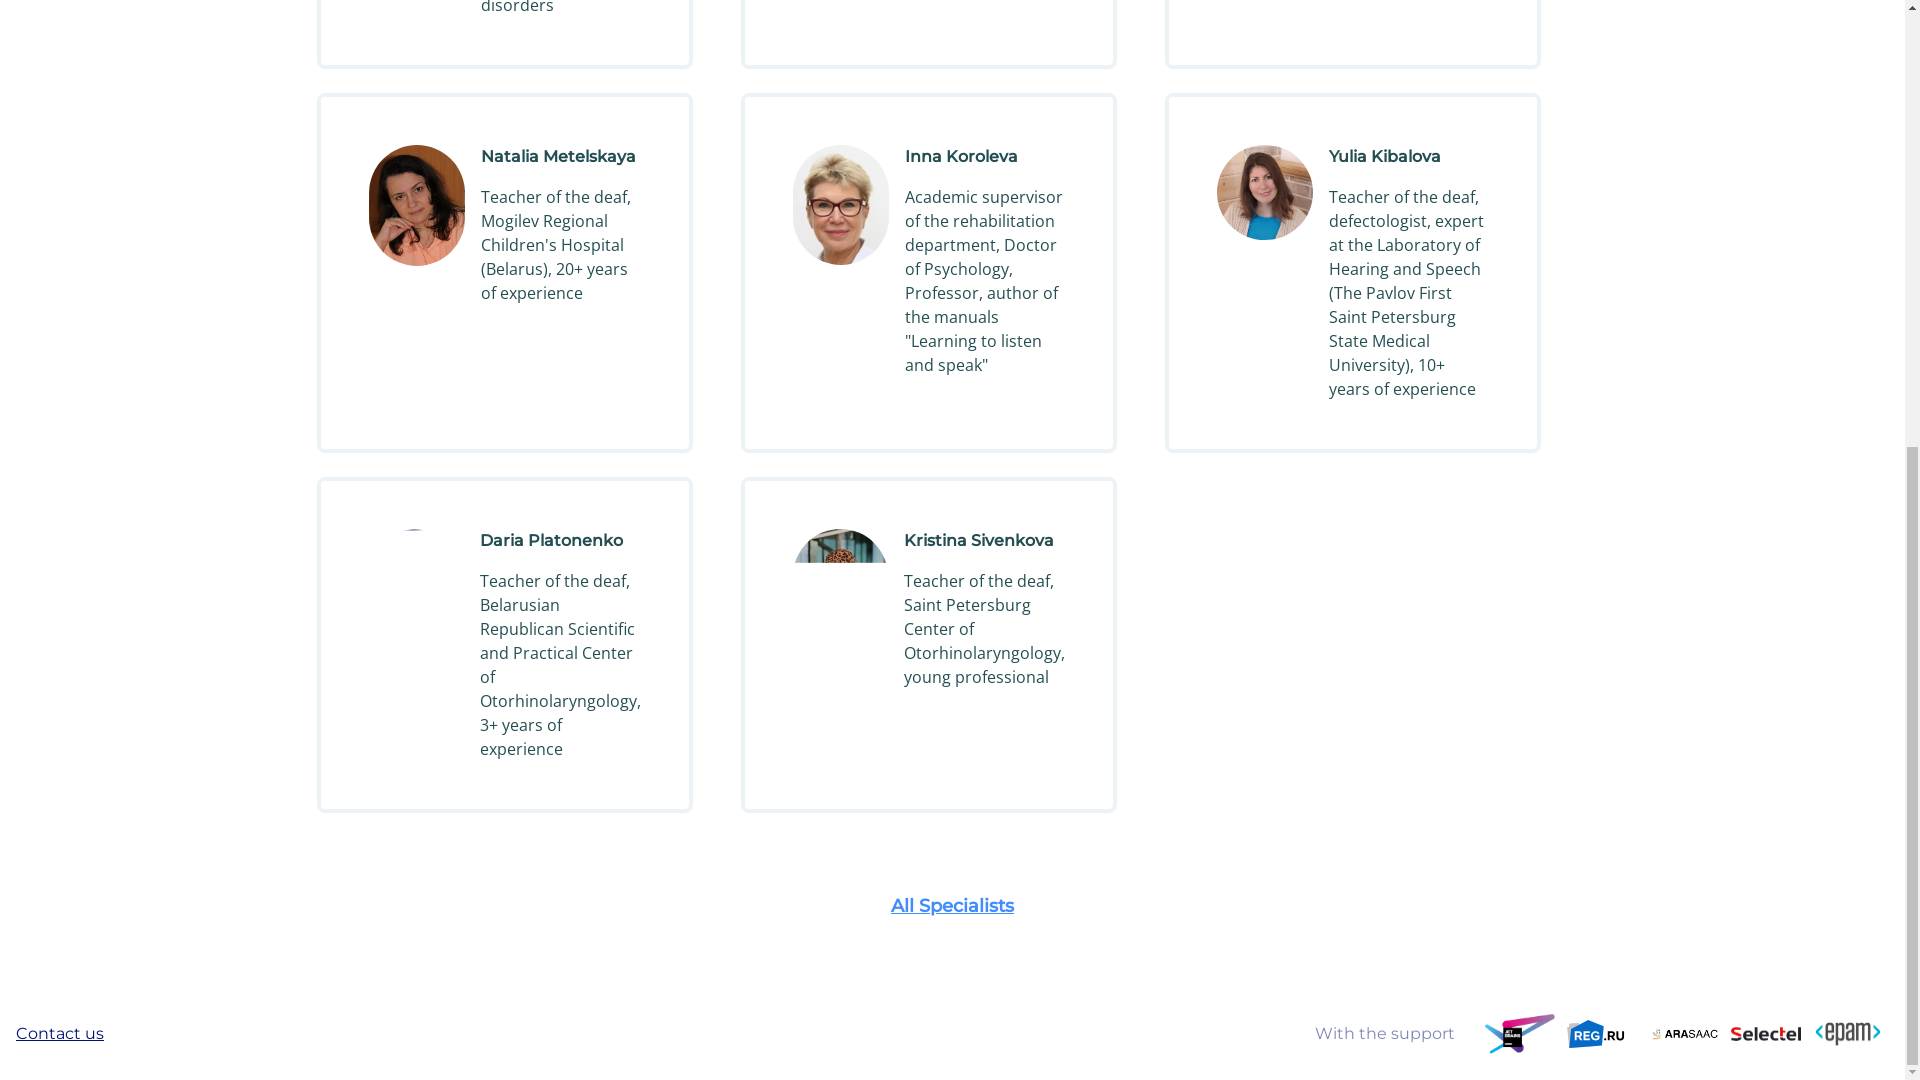 disorders
Natalia Metelskaya
Teacher of the deaf,
Mogilev Regional
Children's Hospital
(Belarus), 20+ years
of experience
Inna Koroleva
Academic supervisor
of the rehabilitation
department, Doctor
of Psychology,
Professor, author of
the manuals
"Learning to listen
and speak"
Yulia Kibalova
Teacher of the deaf,
defectologist, expert
at the Laboratory of
Hearing and Speech
(The Pavlov First
Saint Petersburg
State Medical
University), 10+
years of experience
Daria Platonenko
Teacher of the deaf,
Belarusian
Republican Scientific
and Practical Center
of
Otorhinolaryngology,
3+ years of
experience
Kristina Sivenkova
Teacher of the deaf,
Saint Petersburg
Center of
Otorhinolaryngology,
young professional
All Specialists
Contact us
With the support
JET BRAINS
REG.RU
ARASAAC
Selectel
<epam>